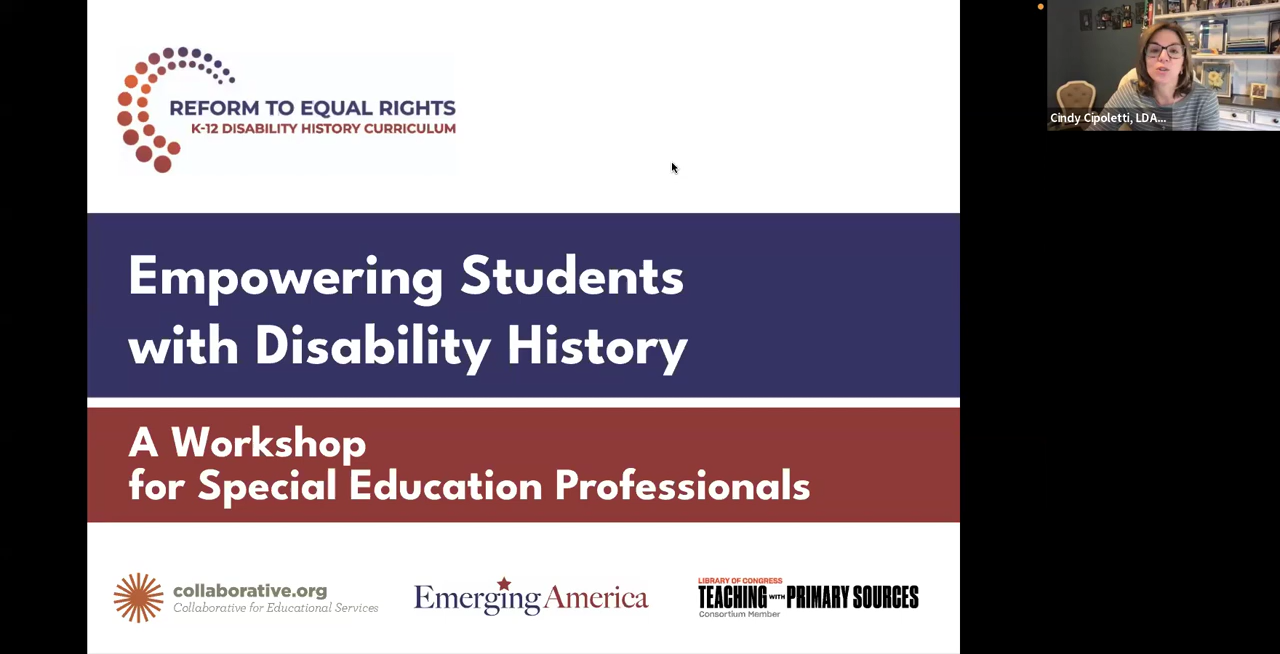 REFORM TO EQUAL RIGHTS
K-12 DISABILITY HISTORY CURRICULUM
Cindy Cipoletti, LDA...
Empowering Students
with Disability History
A Workshop
for Special Education Professionals
collaborative.org
Collaborative for Educational Services
Emerging America
LIBRARY OF CONGRESS
TEACHING WITH PRIMARY SOURCES
Consortium Member